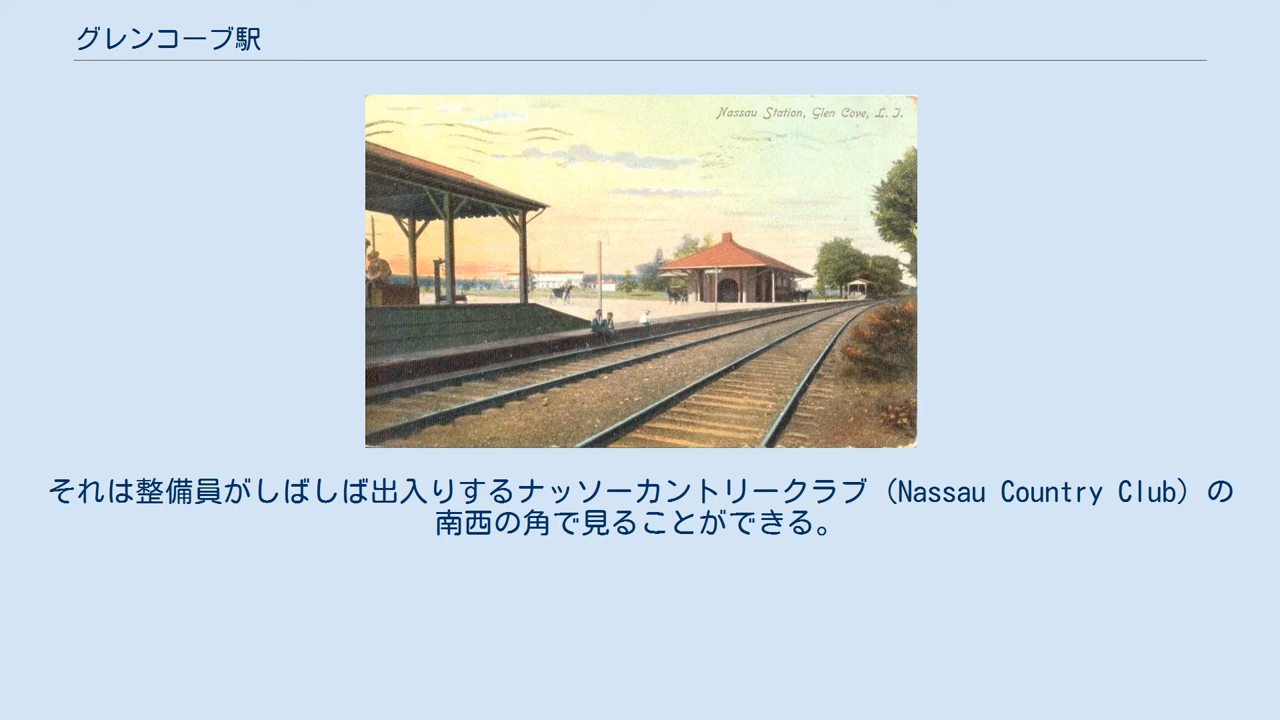 グレンコーブ駅
Nassau Station, Glen Cove, L. I.
それは整備員がしばしば出入りするナッソーカントリークラブ（Nassau Country Club）の
南西の角で見ることができる。